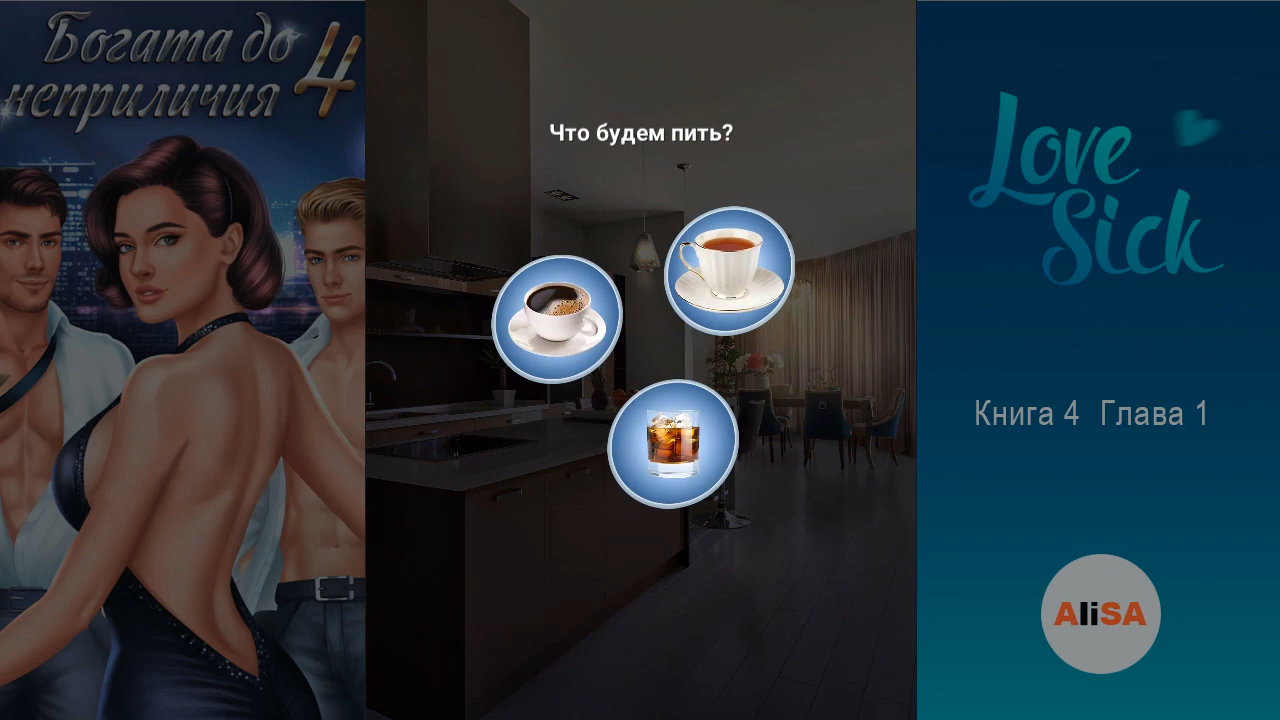 Богата до
неприличия 4
Что будем пить?
Love
Sick
Книга 4 Глава 1
AliSA